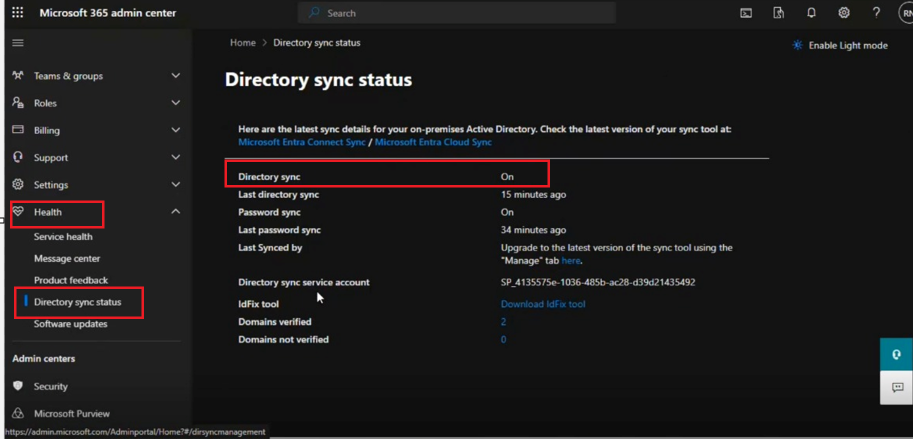 Microsoft 365 admin center
Search
RN
Home > Directory sync status
Enable Light mode
Teams & groups
Roles
Billing
Support
Settings
Health
Service health
Message center
Product feedback
Directory sync status
Software updates
Admin centers
Security
Microsoft Purview
https://admin.microsoft.com/Adminportal/Home?#/dirsyncmanagement
Directory sync status
Here are the latest sync details for your on-premises Active Directory. Check the latest version of your sync tool at:
Microsoft Entra Connect Sync / Microsoft Entra Cloud Sync
Directory sync On
Last directory sync 15 minutes ago
Password sync On
Last password sync 34 minutes ago
Last Synced by Upgrade to the latest version of the sync tool using the
"Manage" tab here.
Directory sync service account SP_4135575e-1036-485b-ac28-d39d21435492
IdFix tool Download IdFix tool
Domains verified 2
Domains not verified 0